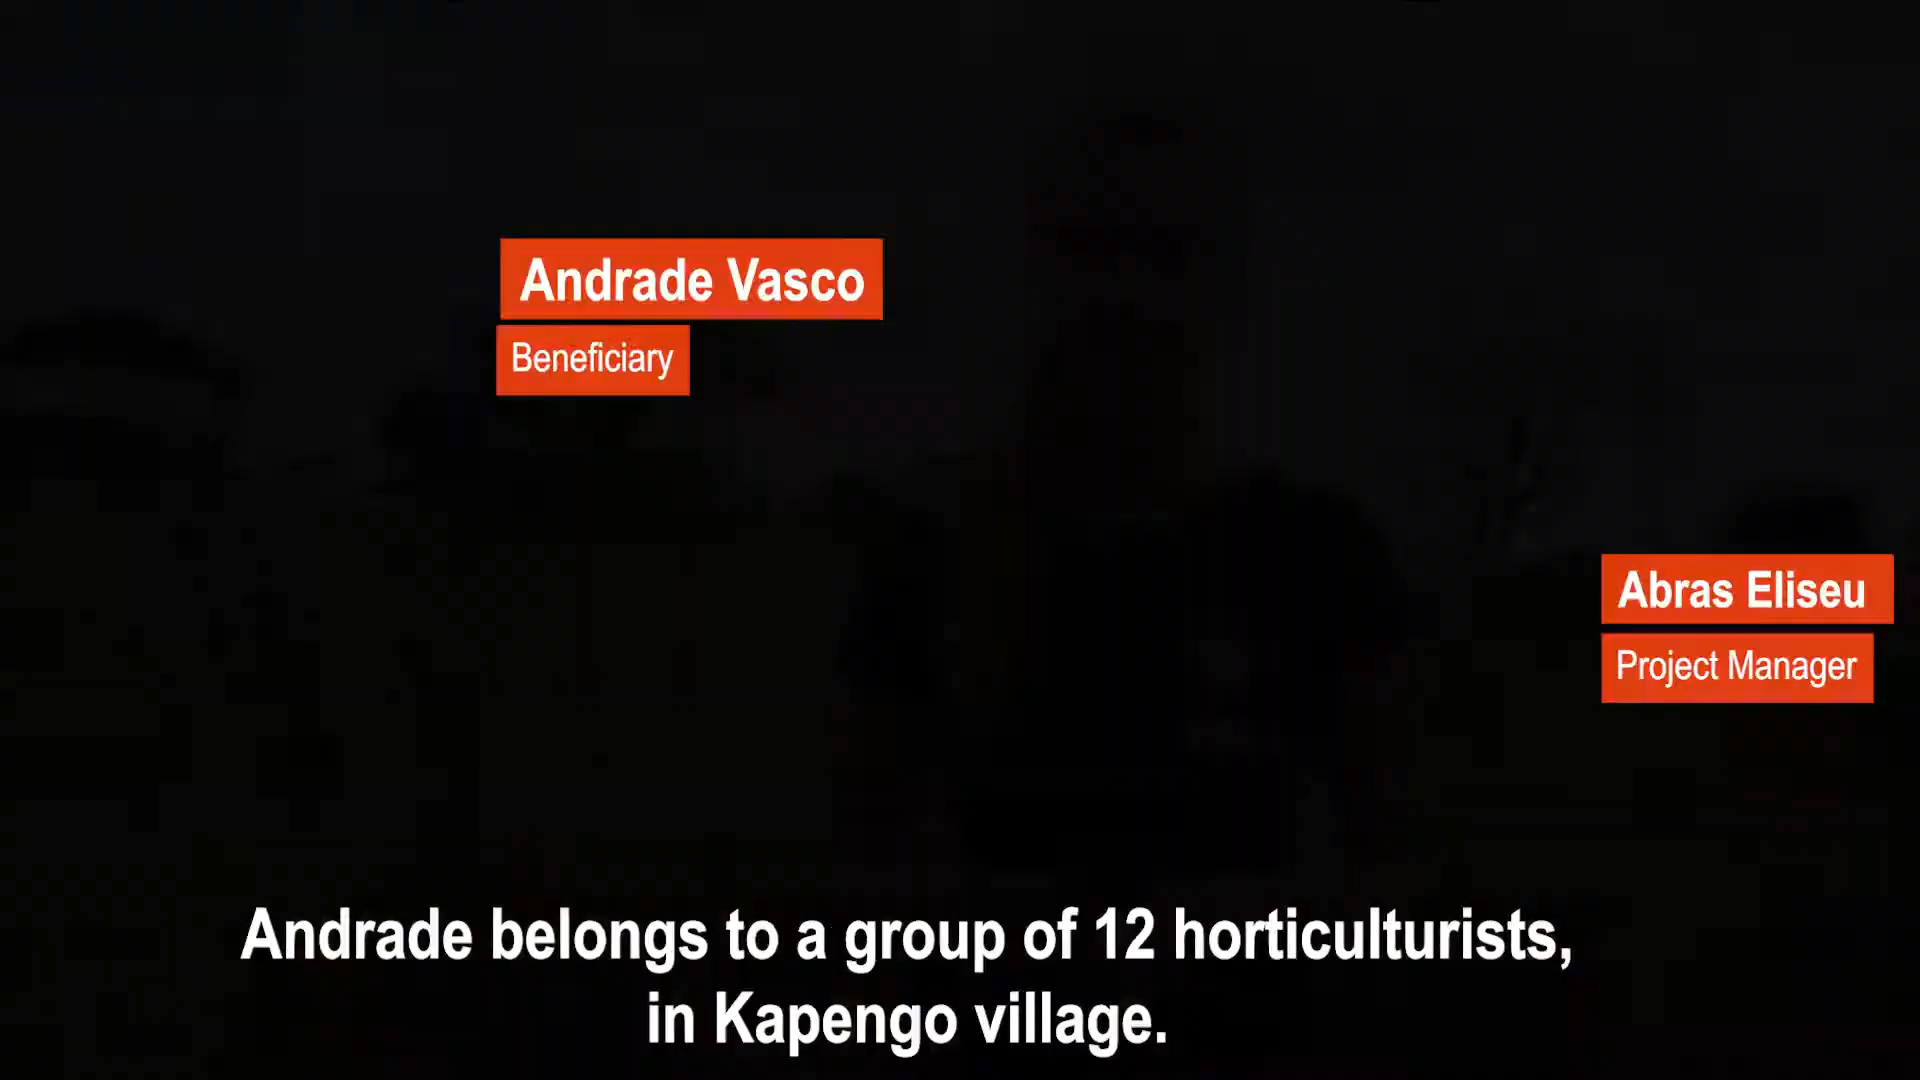 Andrade Vasco
Beneficiary
Abras Eliseu
Project Manager
Andrade belongs to a group of 12 horticulturists,
in Kapengo village.